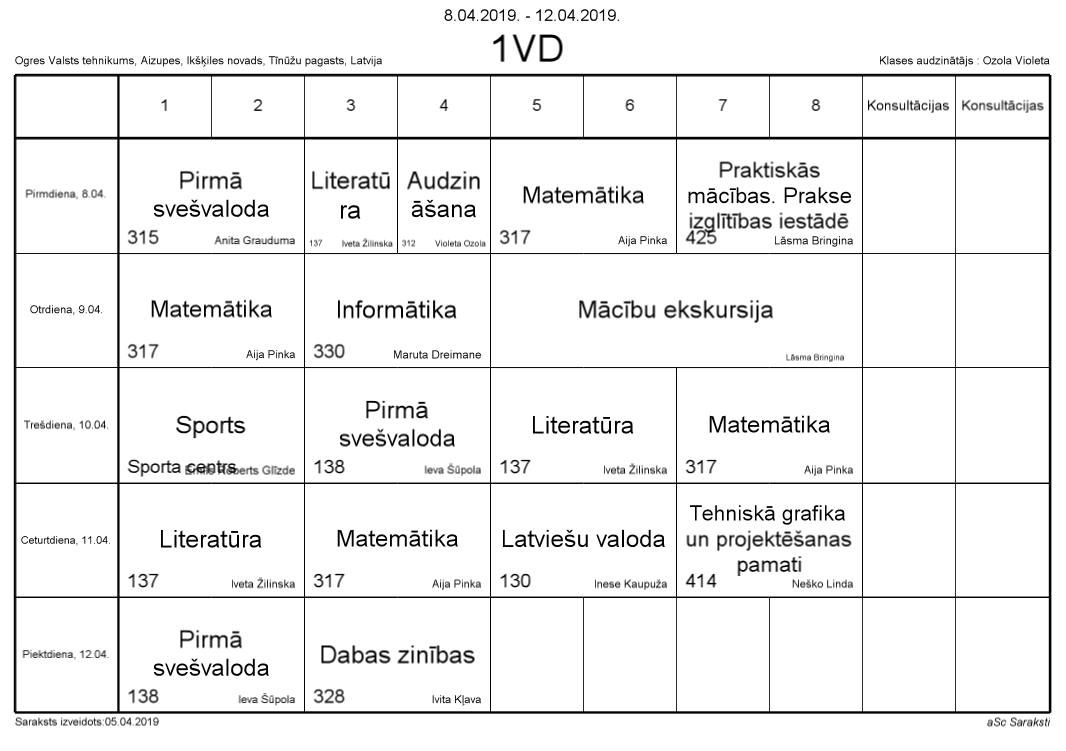 8.04.2019. - 12.04.2019.
1VD
Ogres Valsts tehnikums, Aizupes, Ikšķiles novads, Tīnūžu pagasts, Latvija
Klases audzinātājs : Ozola Violeta
1 2 3 4 5 6 7 8 Konsultācijas Konsultācijas
Pirmdiena, 8.04.
Pirmā
svešvaloda
315 Anita Grauduma
Literatū
ra
137 Iveta Žilinska
Audzin
āšana
312 Violeta Ozola
Matemātika
317 Aija Pinka
Praktiskās
mācības. Prakse
izglītības iestādē
425 Lāsma Bringina
Otrdiena, 9.04.
Matemātika
317 Aija Pinka
Informātika
330 Maruta Dreimane
Mācību ekskursija
Lāsma Bringina
Trešdiena, 10.04.
Sports
Sporta centrs Emīls Roberts Glīzde
Pirmā
svešvaloda
138 Ieva Šūpola
Literatūra
137 Iveta Žilinska
Matemātika
317 Aija Pinka
Ceturtdiena, 11.04.
Literatūra
137 Iveta Žilinska
Matemātika
317 Aija Pinka
Latviešu valoda
130 Inese Kaupuža
Tehniskā grafika
un projektēšanas
pamati
414 Neško Linda
Piektdiena, 12.04.
Pirmā
svešvaloda
138 Ieva Šūpola
Dabas zinības
328 Ivita Kļava
Saraksts izveidots:05.04.2019
aSc Saraksti